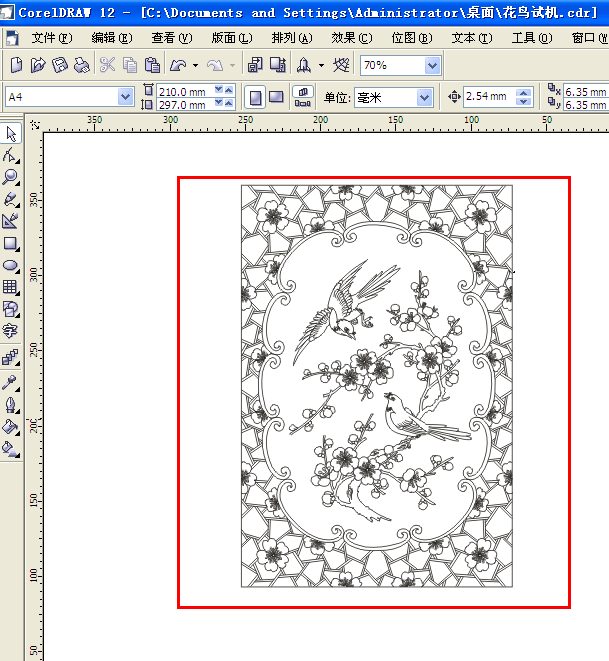 CorelDRAW 12 - [C:\Documents and Settings\Administrator\桌面\花鸟试机.cdr]
文件(F) 编辑(E) 查看(V) 版面(L) 排列(A) 效果(C) 位图(B) 文本(T) 工具(O) 窗口(W
70%
A4 210.0 mm 297.0 mm 单位: 毫米 2.54 mm x 6.35 mm y 6.35 mm
350 300 250 200 150 100 50
350
300
250
200
150
100
50
字